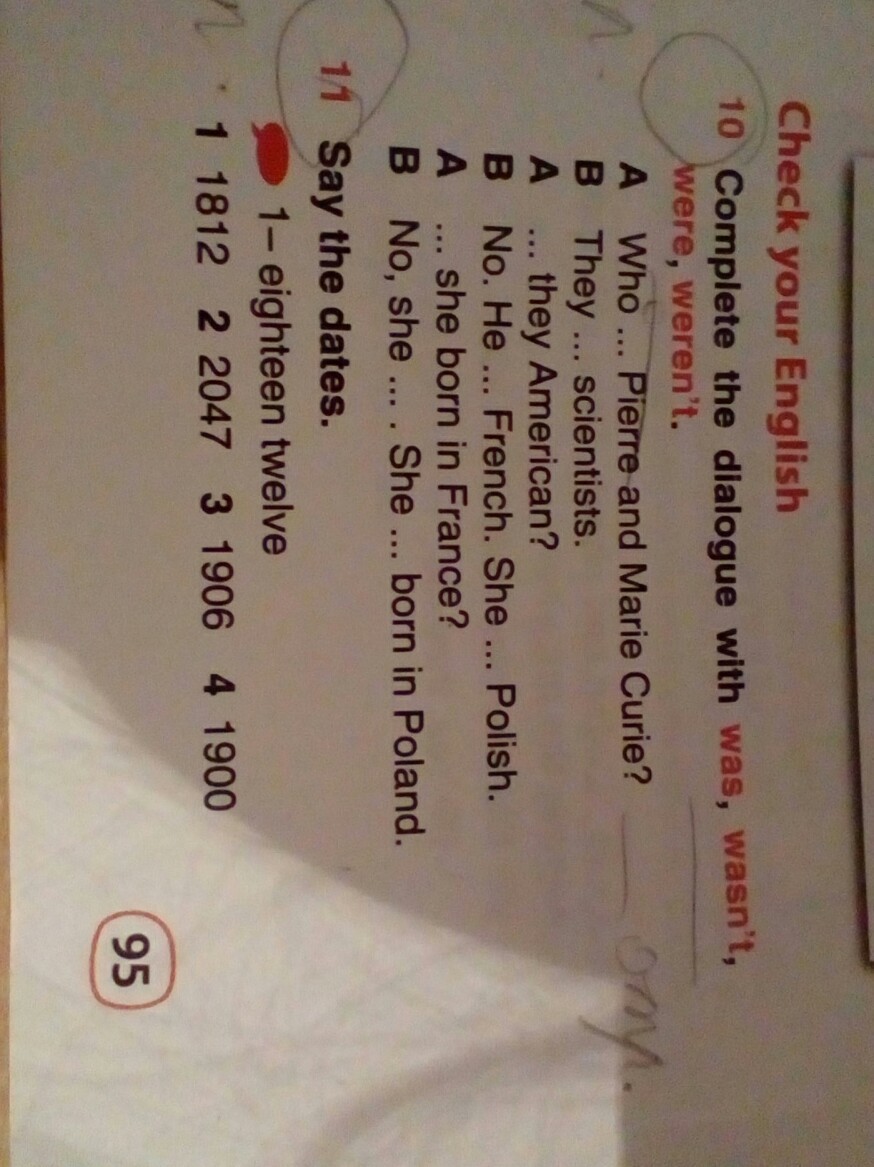 Check your English
10 Complete the dialogue with was, wasn't,
were, weren't.
A Who ... Pierre and Marie Curie?
B They ... scientists.
A ... they American?
B No. He ... French. She ... Polish.
A ... she born in France?
B No, she ... . She ... born in Poland.
11 Say the dates.
1– eighteen twelve
1 1812 2 2047 3 1906 4 1900
95